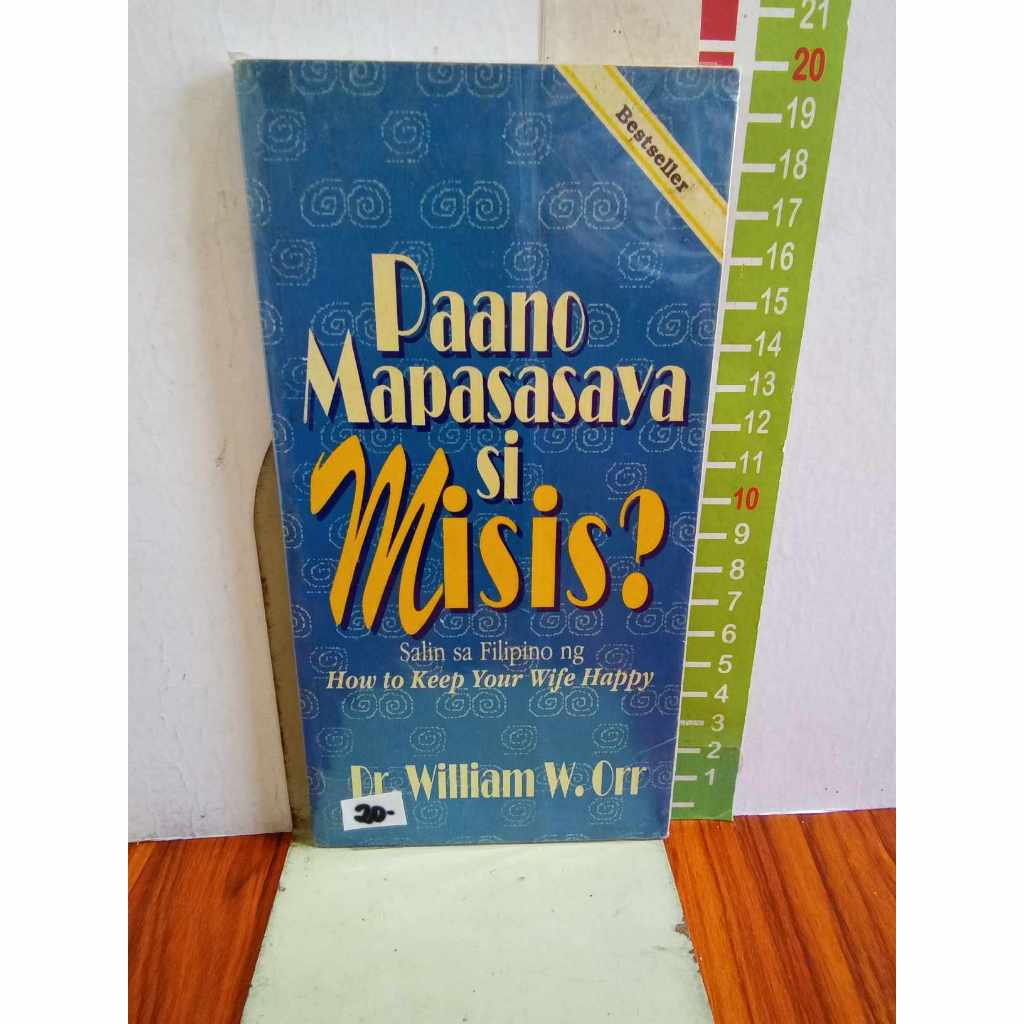 Bestseller
Paano
Mapasasaya
si
Misis?
Salin sa Filipino ng
How to Keep Your Wife Happy
Dr. William W. Orr
20-
21
20
19
18
17
16
15
14
13
12
11
10
9
8
7
6
5
4
3
2
1